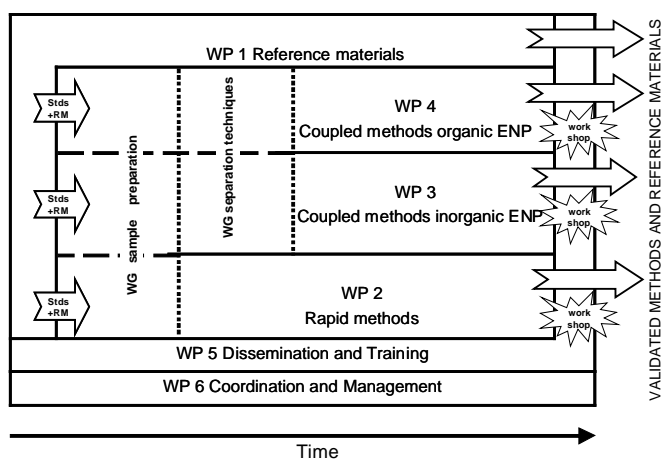 WP 1 Reference materials
Stds
+RM
WG sample preparation
WG separation techniques
WP 4
Coupled methods organic ENP
work
shop
Stds
+RM
WP 3
Coupled methods inorganic ENP
work
shop
Stds
+RM
WP 2
Rapid methods
work
shop
WP 5 Dissemination and Training
WP 6 Coordination and Management
Time
VALIDATED METHODS AND REFERENCE MATERIALS